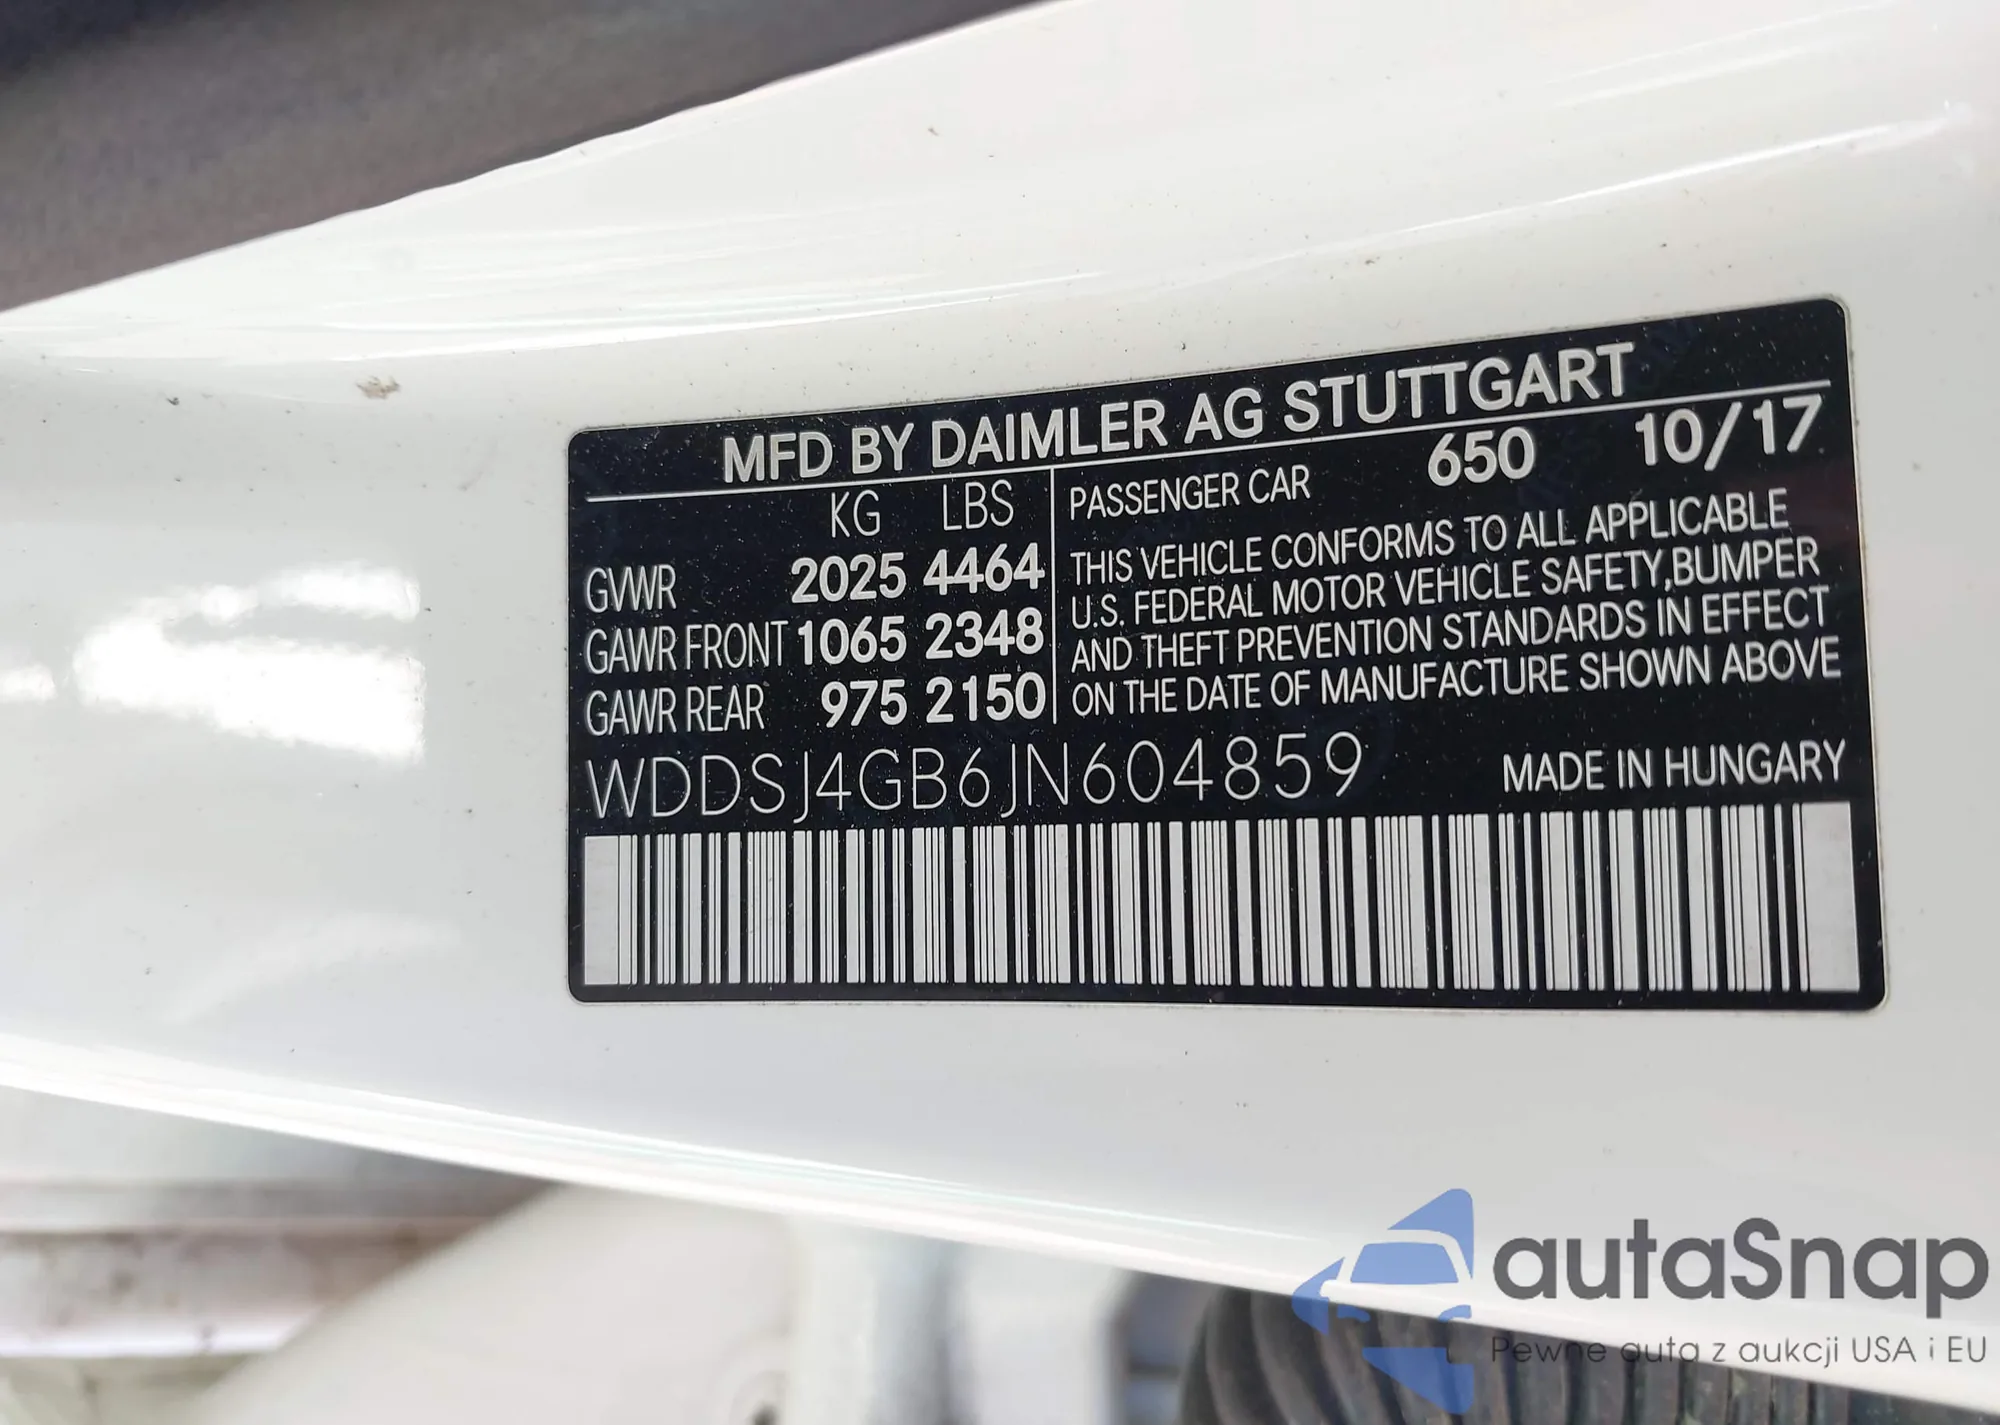 MFD BY DAIMLER AG STUTTGART
KG LBS
GVWR 2025 4464
GAWR FRONT 1065 2348
GAWR REAR 975 2150
PASSENGER CAR 650 10/17
THIS VEHICLE CONFORMS TO ALL APPLICABLE
U.S. FEDERAL MOTOR VEHICLE SAFETY,BUMPER
AND THEFT PREVENTION STANDARDS IN EFFECT
ON THE DATE OF MANUFACTURE SHOWN ABOVE
WDDSJ4GB6JN604859 MADE IN HUNGARY
autaSnap
Pewne auta z aukcji USA i EU